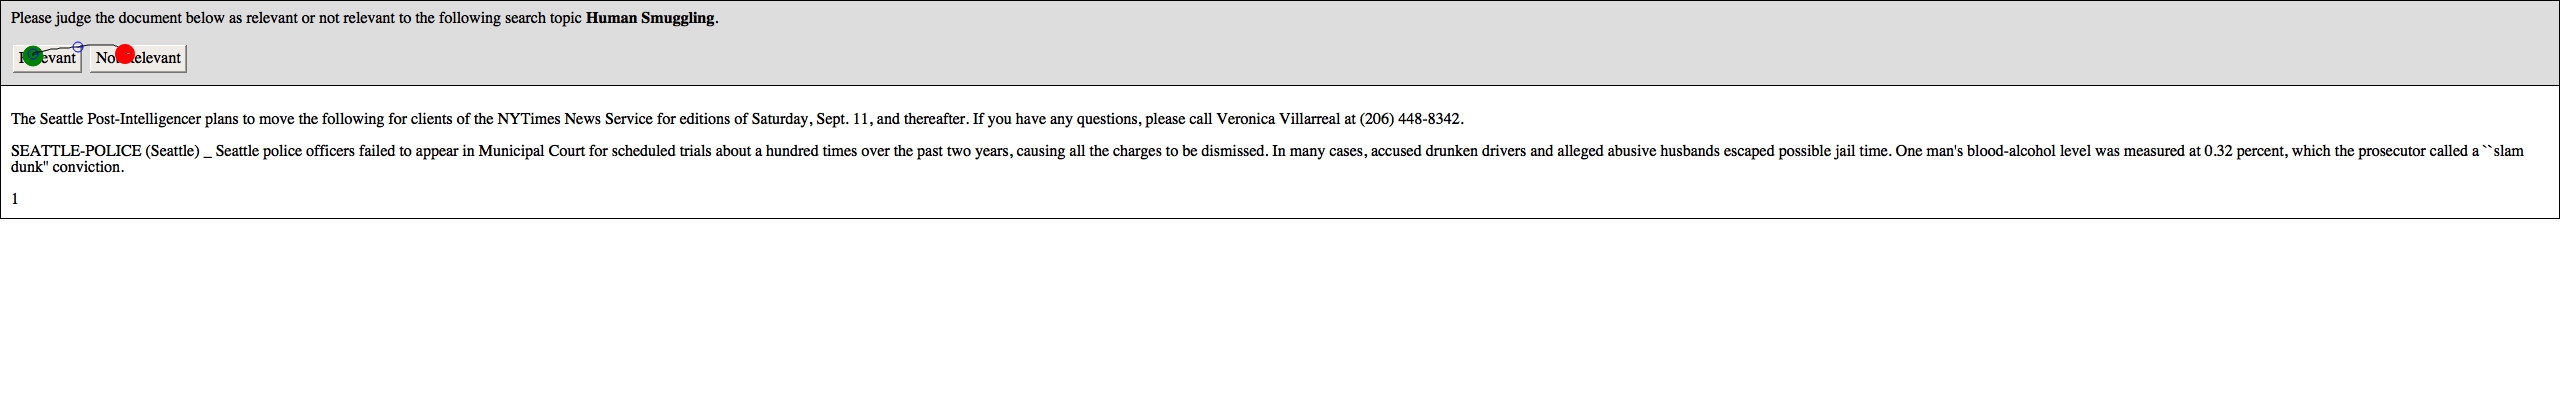 Please judge the document below as relevant or not relevant to the following search topic Human Smuggling.
The Seattle Post-Intelligencer plans to move the following for clients of the NYTimes News Service for editions of Saturday, Sept. 11, and thereafter. If you have any questions, please call Veronica Villarreal at (206) 448-8342.
SEATTLE-POLICE (Seattle) _ Seattle police officers failed to appear in Municipal Court for scheduled trials about a hundred times over the past two years, causing all the charges to be dismissed. In many cases, accused drunken drivers and alleged abusive husbands escaped possible jail time. One man's blood-alcohol level was measured at 0.32 percent, which the prosecutor called a ``slam
dunk'' conviction.
1